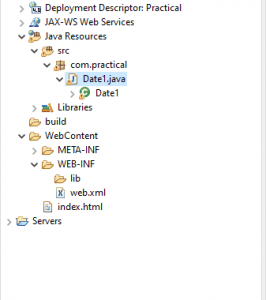 Deployment Descriptor: Practical
JAX-WS Web Services
Java Resources
src
com.practical
Date1.java
Date1
Libraries
build
WebContent
META-INF
WEB-INF
lib
web.xml
index.html
Servers